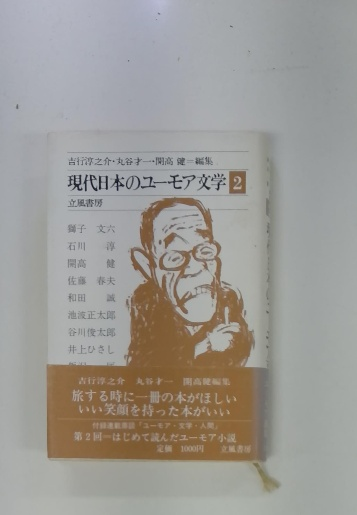 吉行淳之介・丸谷才一・開高 健=編集
現代日本のユーモア文学 2
立風書房
獅子 文六
石川 淳
開高 健
佐藤 春夫
和田 誠
池波正太郎
谷川俊太郎
井上ひさし
吉行淳之介 丸谷才一 開高健編集
旅する時に一冊の本がほしい
いい笑顔を持った本がいい
付録連載座談「ユーモア・文学・人間」
第2回=はじめて読んだユーモア小説
定価 1000円 立風書房